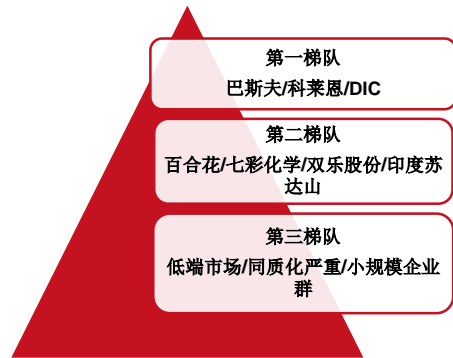 第一梯队
巴斯夫/科莱恩/DIC
第二梯队
百合花/七彩化学/双乐股份/印度苏
达山
第三梯队
低端市场/同质化严重/小规模企业
群